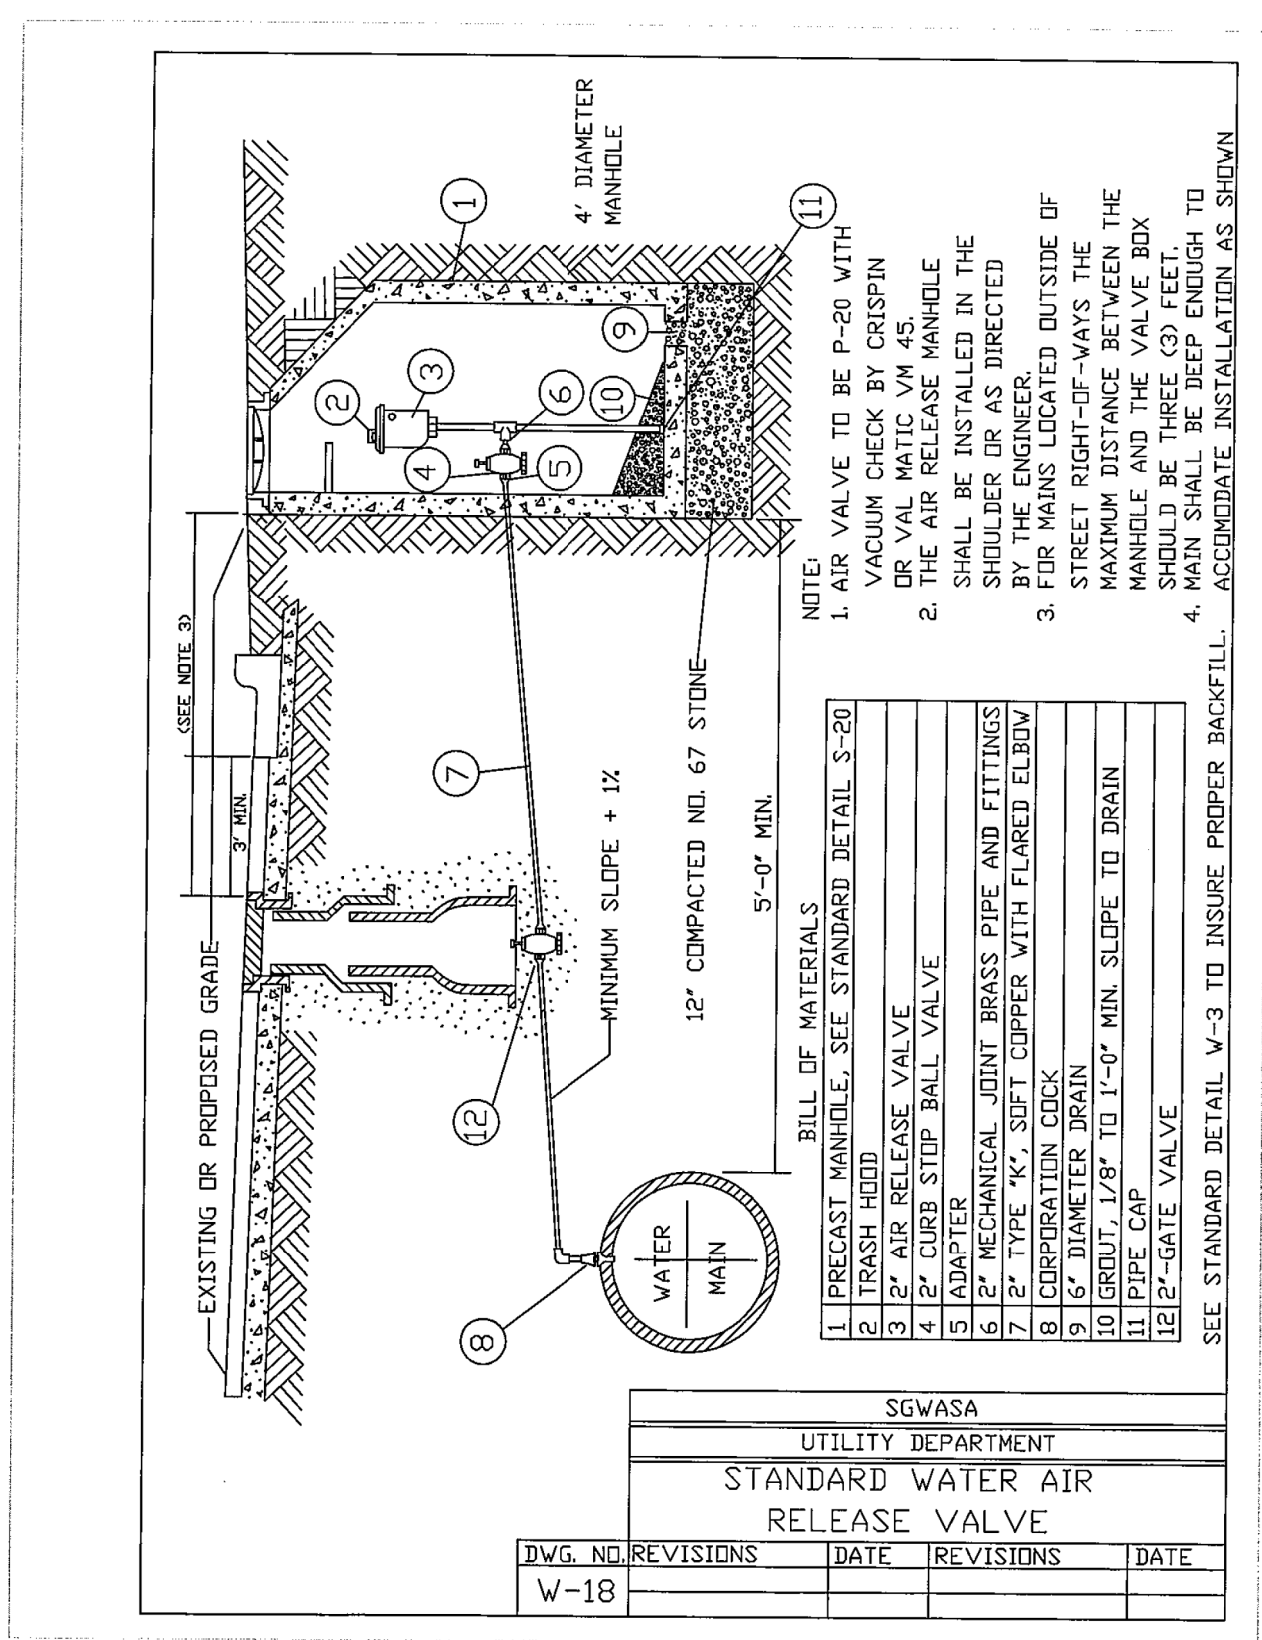 EXISTING OR PROPOSED GRADE
(SEE NOTE 3)
3' MIN.
1
2
3
4
5
6
7
8
9
10
11
12
4' DIAMETER
MANHOLE
MINIMUM SLOPE + 1%
12" COMPACTED NO. 67 STONE
5'-0" MIN.
WATER
MAIN
BILL OF MATERIALS
1 PRECAST MANHOLE, SEE STANDARD DETAIL S-20
2 TRASH HOOD
3 2" AIR RELEASE VALVE
4 2" CURB STOP BALL VALVE
5 ADAPTER
6 2" MECHANICAL JOINT BRASS PIPE AND FITTINGS
7 2" TYPE "K", SOFT COPPER WITH FLARED ELBOW
8 CORPORATION COCK
9 6" DIAMETER DRAIN
10 GROUT, 1/8" TO 1'-0" MIN. SLOPE TO DRAIN
11 PIPE CAP
12 2"-GATE VALVE
SEE STANDARD DETAIL W-3 TO INSURE PROPER BACKFILL.
NOTE:
1. AIR VALVE TO BE P-20 WITH
VACUUM CHECK BY CRISPIN
OR VAL MATIC VM 45.
2. THE AIR RELEASE MANHOLE
SHALL BE INSTALLED IN THE
SHOULDER OR AS DIRECTED
BY THE ENGINEER.
3. FOR MAINS LOCATED OUTSIDE OF
STREET RIGHT-OF-WAYS THE
MAXIMUM DISTANCE BETWEEN THE
MANHOLE AND THE VALVE BOX
SHOULD BE THREE (3) FEET.
4. MAIN SHALL BE DEEP ENOUGH TO
ACCOMODATE INSTALLATION AS SHOWN
SGWASA
UTILITY DEPARTMENT
STANDARD WATER AIR
RELEASE VALVE
DWG. NO. REVISIONS DATE REVISIONS DATE
W-18